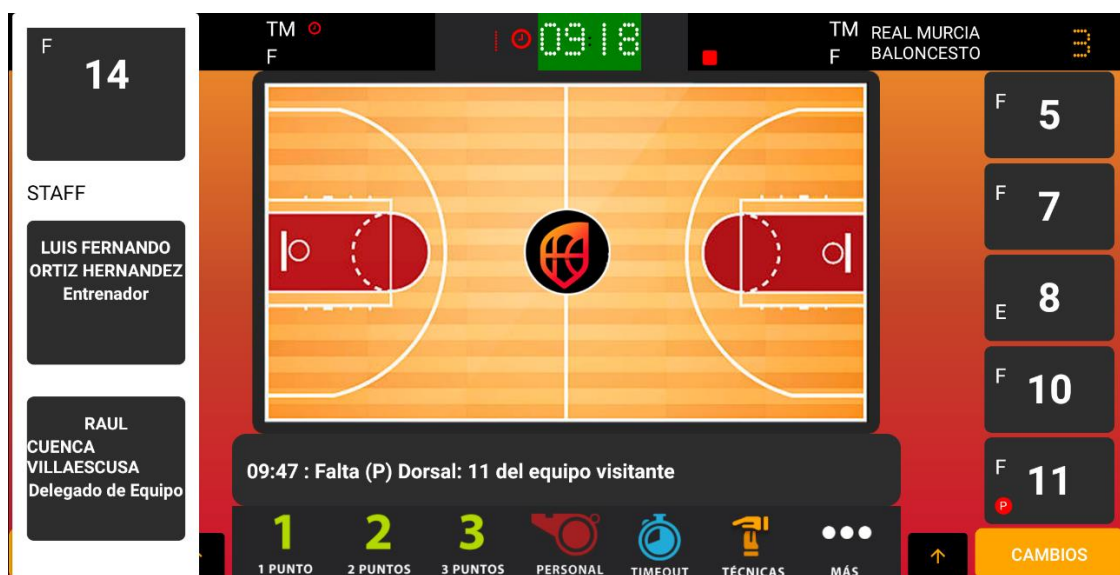 F
14
STAFF
LUIS FERNANDO
ORTIZ HERNANDEZ
Entrenador
RAUL
CUENCA
VILLAESCUSA
Delegado de Equipo
TM
F
1
09:18
TM
F
REAL MURCIA
BALONCESTO
3
F
5
F
7
E
8
F
10
F
P
11
09:47 : Falta (P) Dorsal: 11 del equipo visitante
1
1 PUNTO
2
2 PUNTOS
3
3 PUNTOS
PERSONAL
TIMEOUT
TÉCNICAS
MÁS
CAMBIOS